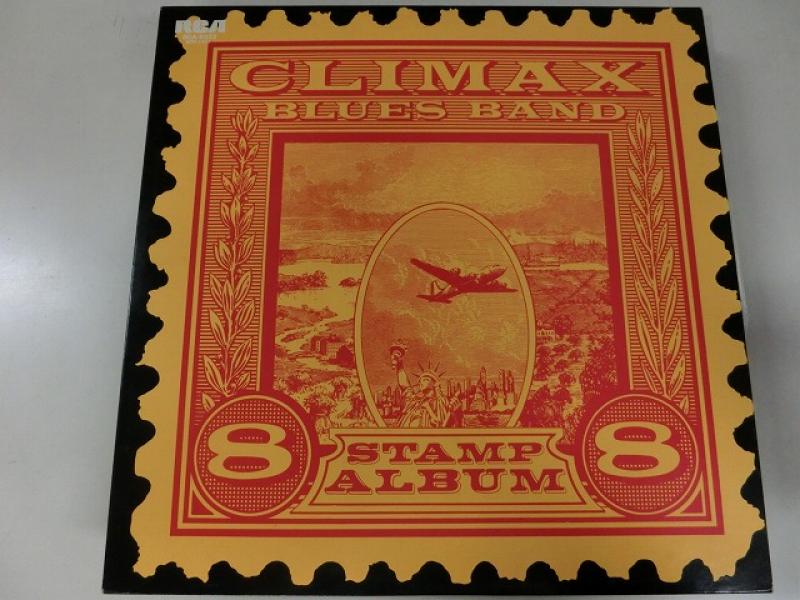 RCA
CLIMAX
BLUES BAND
8
STAMP
ALBUM
8